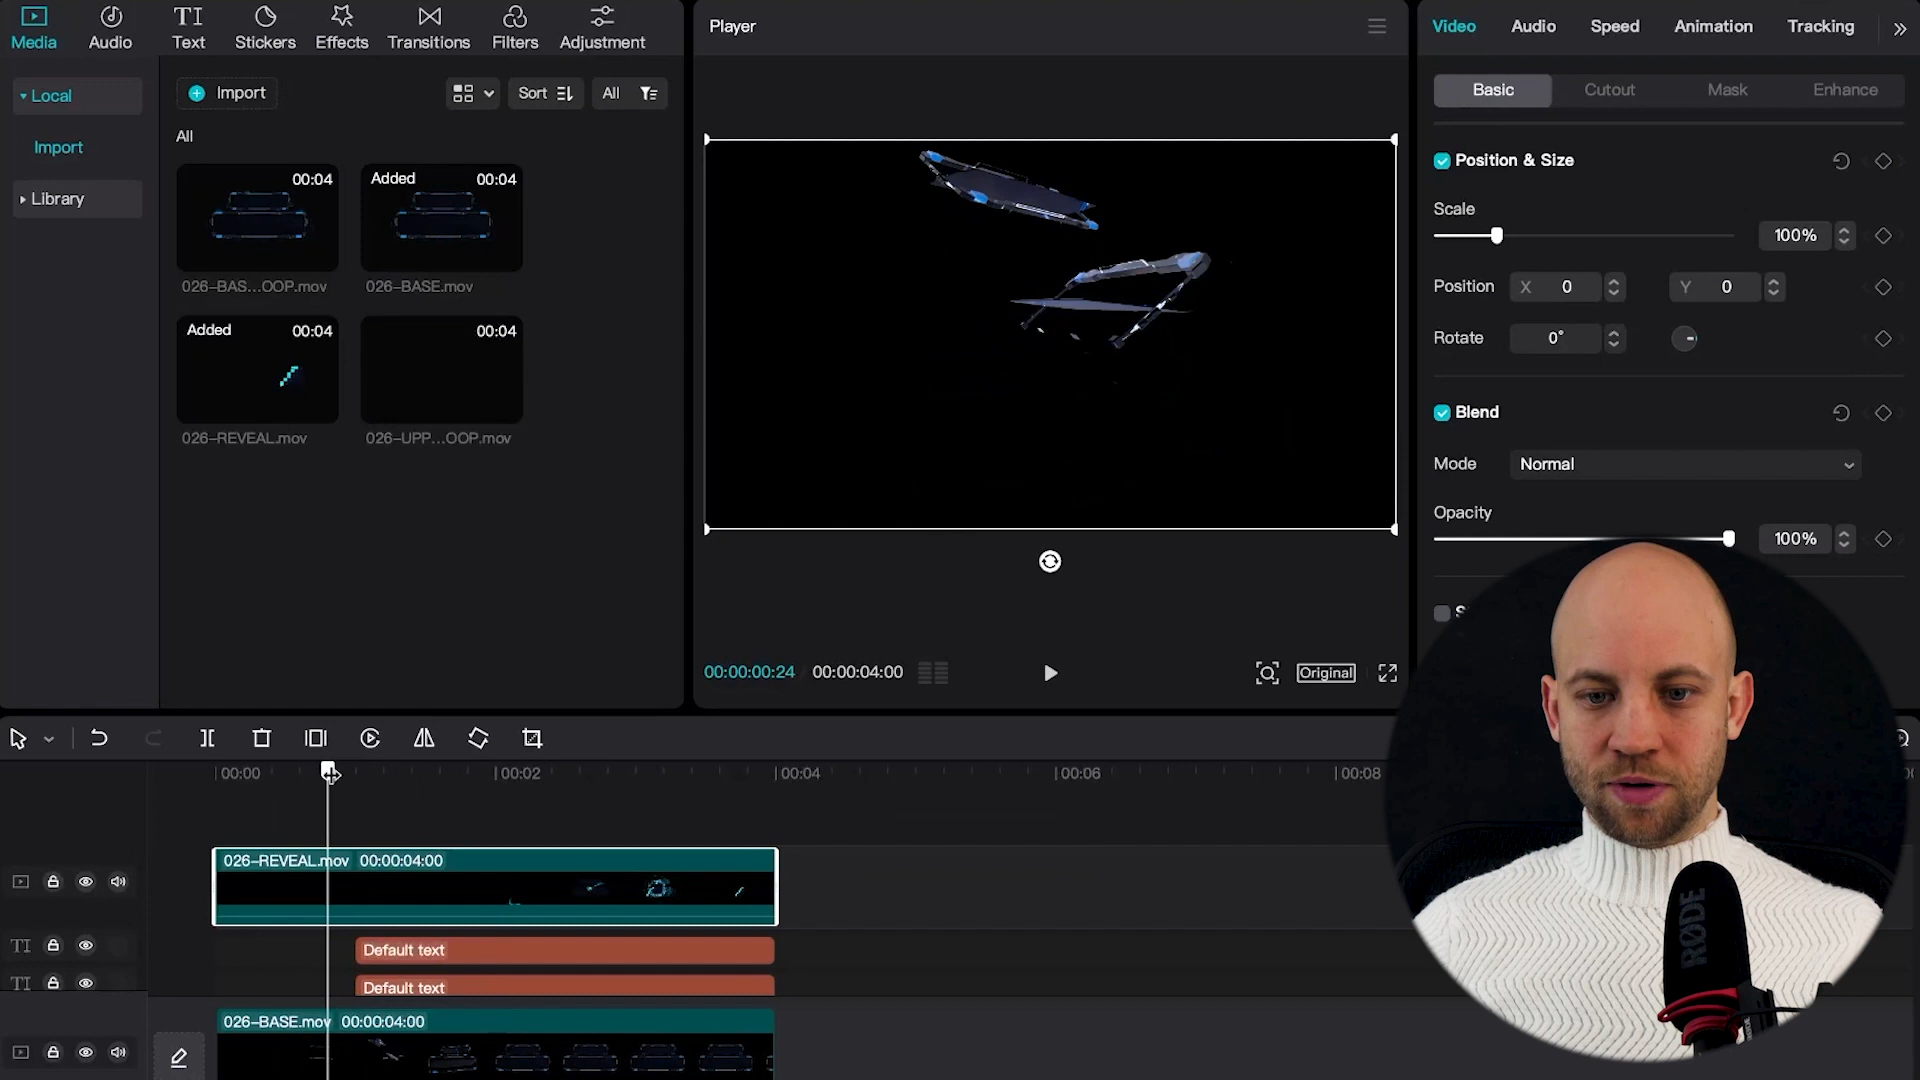 Media
Audio
TI
Text
Stickers
Effects
Transitions
Filters
Adjustment
Player
Video
Audio
Speed
Animation
Tracking
Local
Import
Library
Import
Sort
All
All
00:04
026-BAS...OOP.mov
Added
00:04
026-BASE.mov
Added
00:04
026-REVEAL.mov
00:04
026-UPP...OOP.mov
Basic
Cutout
Mask
Enhance
Position & Size
Scale
100%
Position
X 0
Y 0
Rotate
0°
Blend
Mode
Normal
Opacity
100%
00:00:00:24
00:00:04:00
Original
00:00
00:02
00:04
00:06
00:08
026-REVEAL.mov 00:00:04:00
TI
Default text
TI
Default text
026-BASE.mov 00:00:04:00
RØDE